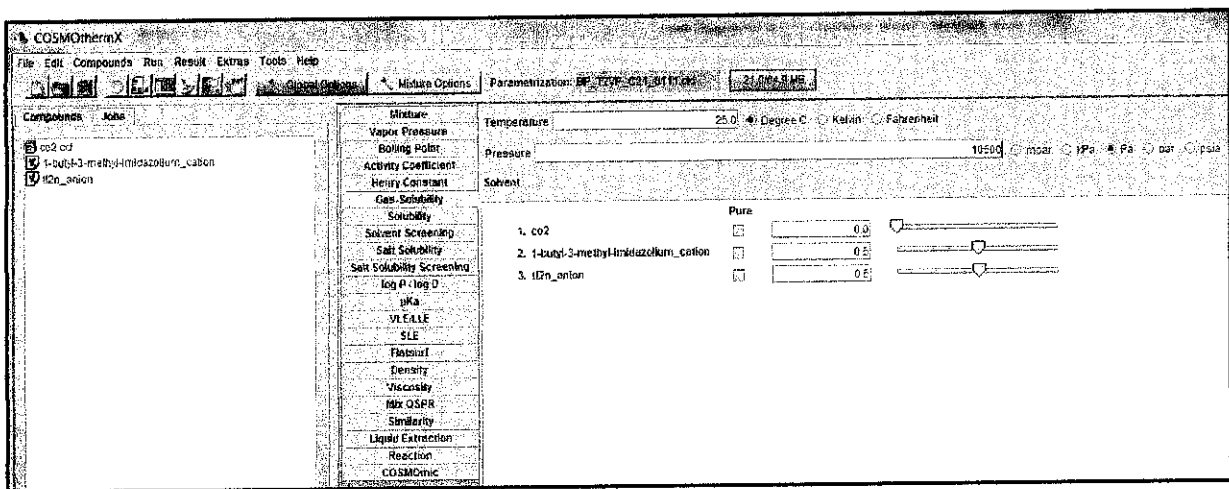 COSMOthermX
File Edit Compounds Run Result Extras Tools Help
Global Options Mixture Options Parametrization:
Compounds Jobs
co2
1-butyl-3-methyl-imidazolium_cation
tf2n_anion
Mixture
Vapor Pressure
Boiling Point
Activity Coefficient
Henry Constant
Gas-Solubility
Solubility
Solvent Screening
Salt Solubility
Salt Solubility Screening
log P / log D
pKa
VLE/LLE
SLE
Flatsurf
Density
Viscosity
Mix QSPR
Similarity
Liquid Extraction
Reaction
COSMOmic
Temperature 25.0 Degree C Kelvin Fahrenheit
Pressure 10500 mbar kPa Pa bar psia
Solvent
Pure
1. co2 0.0
2. 1-butyl-3-methyl-imidazolium_cation 0.5
3. tf2n_anion 0.5